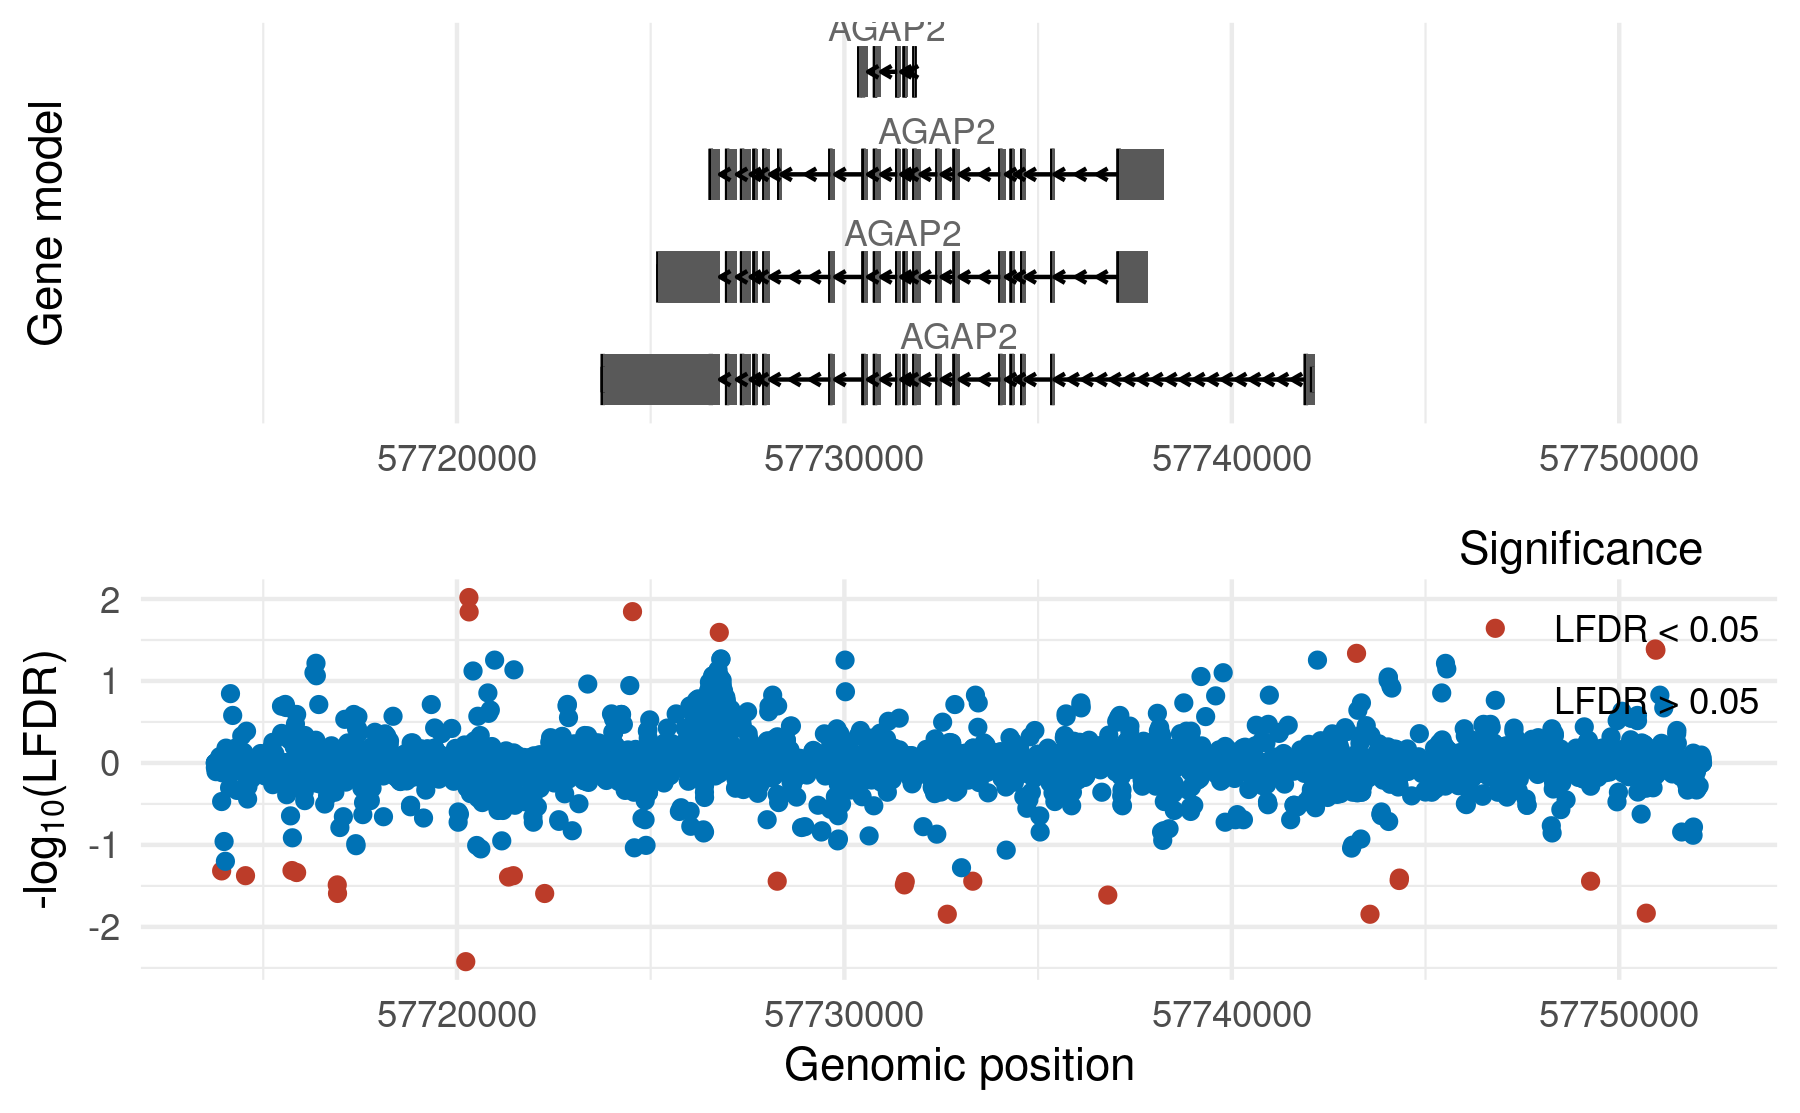 Gene model
AGAP2
AGAP2
AGAP2
AGAP2
57720000 57730000 57740000 57750000
Significance
LFDR < 0.05
LFDR > 0.05
-log10(LFDR)
2
1
0
-1
-2
57720000 57730000 57740000 57750000
Genomic position